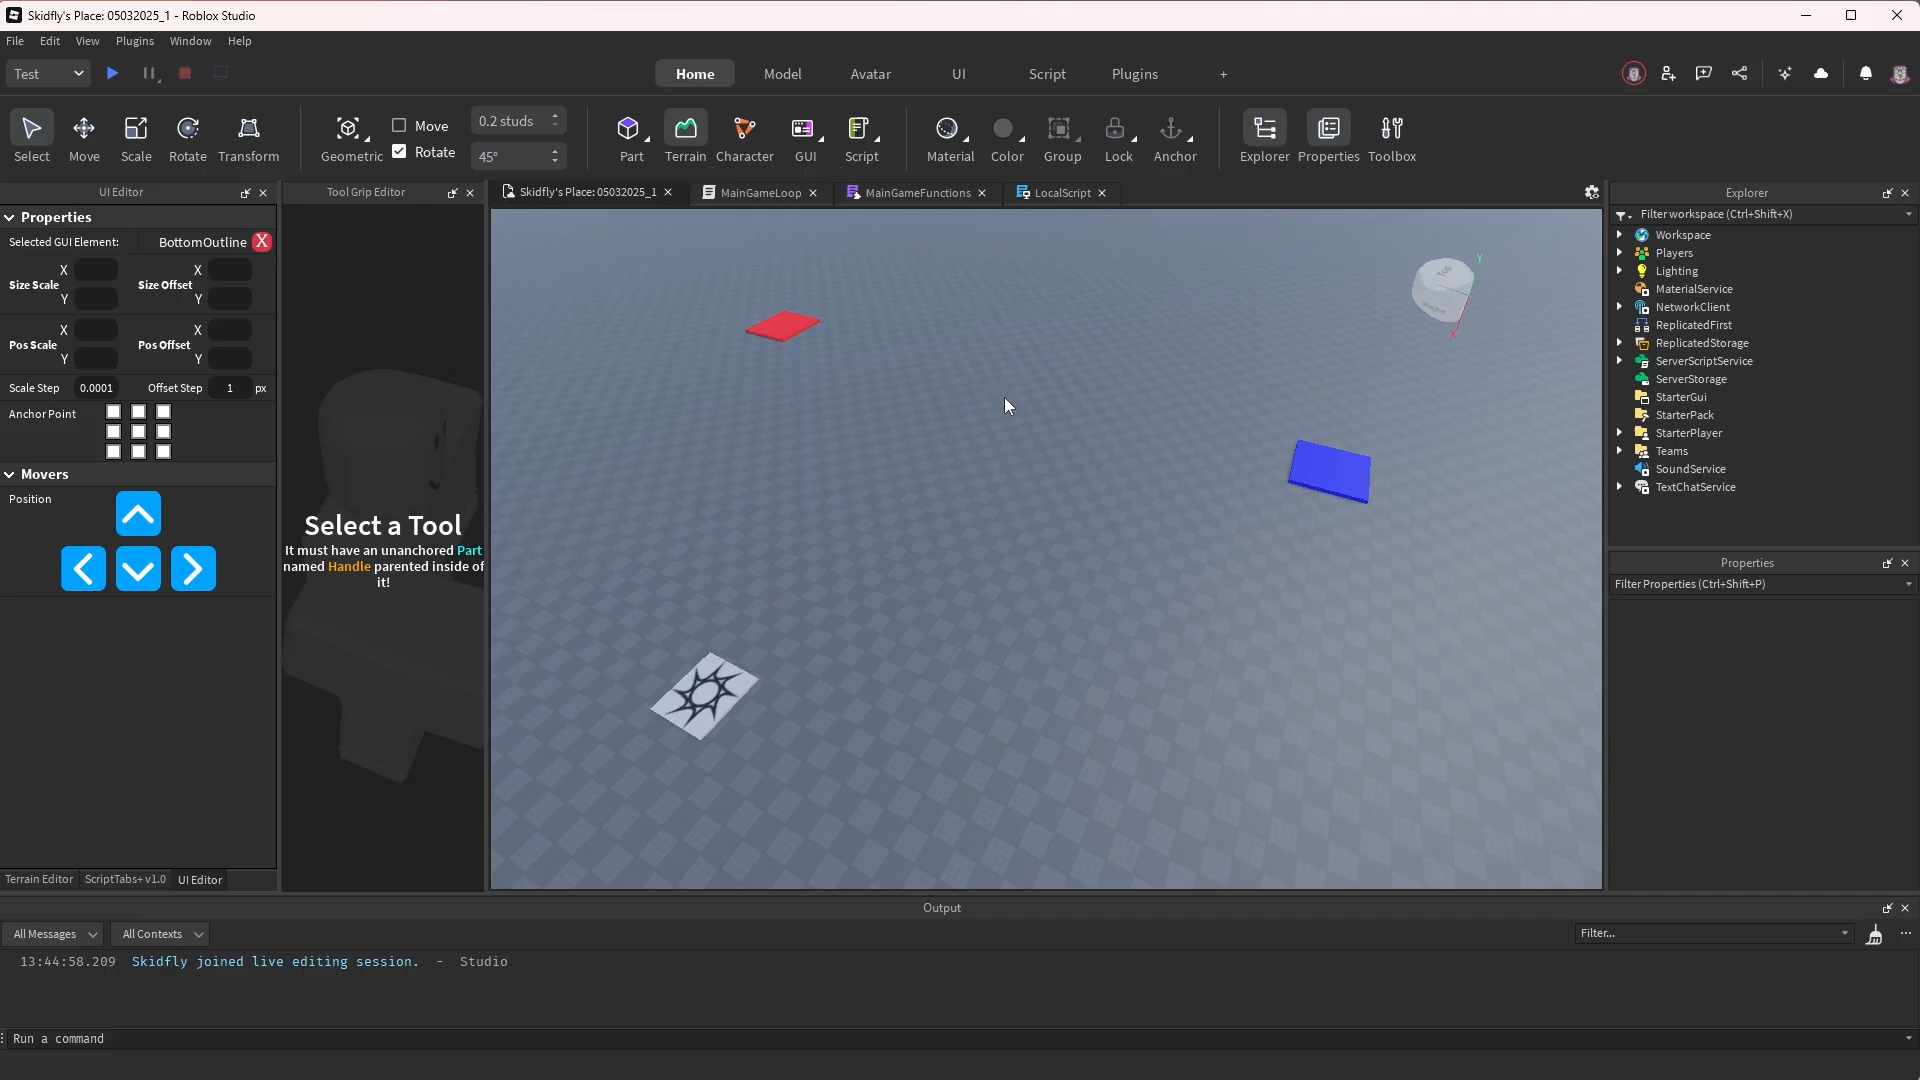 Skidfly's Place: 05032025_1 - Roblox Studio
File Edit View Plugins Window Help
Test
Home Model Avatar UI Script Plugins +
Select Move Scale Rotate Transform
Geometric
Move
Rotate
0.2 studs
45°
Part Terrain Character GUI Script
Material Color Group Lock Anchor
Explorer Properties Toolbox
UI Editor
Tool Grip Editor
Skidfly's Place: 05032025_1
MainGameLoop
MainGameFunctions
LocalScript
Properties
Selected GUI Element: BottomOutline X
X X
Size Scale Size Offset
Y Y
X X
Pos Scale Pos Offset
Y Y
Scale Step 0.0001 Offset Step 1 px
Anchor Point
Movers
Position
Terrain Editor ScriptTabs+ v1.0 UI Editor
Select a Tool
It must have an unanchored Part
named Handle parented inside of
it!
Top
Y
X
Explorer
Filter workspace (Ctrl+Shift+X)
Workspace
Players
Lighting
MaterialService
NetworkClient
ReplicatedFirst
ReplicatedStorage
ServerScriptService
ServerStorage
StarterGui
StarterPack
StarterPlayer
Teams
SoundService
TextChatService
Properties
Filter Properties (Ctrl+Shift+P)
Output
All Messages All Contexts
Filter...
13:44:58.209 Skidfly joined live editing session. - Studio
Run a command